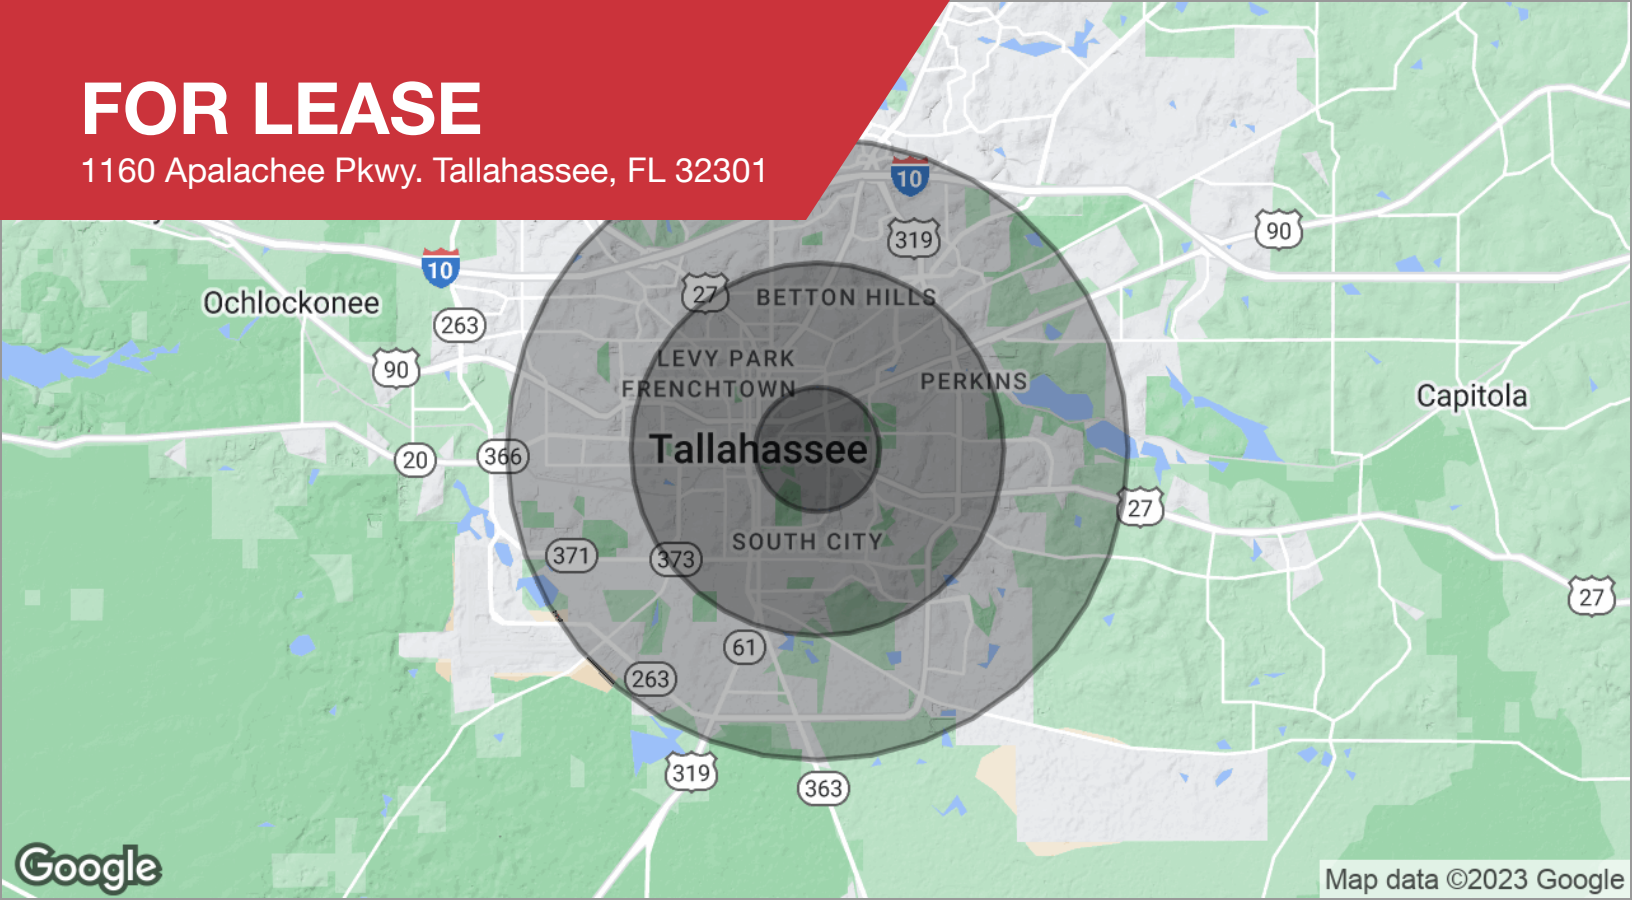 FOR LEASE
1160 Apalachee Pkwy. Tallahassee, FL 32301
10
319
90
10
27
BETTON HILLS
Ochlockonee
263
LEVY PARK
90
FRENCHTOWN
PERKINS
Capitola
Tallahassee
20
366
27
SOUTH CITY
371
373
27
61
263
319
363
Google
Map data ©2023 Google